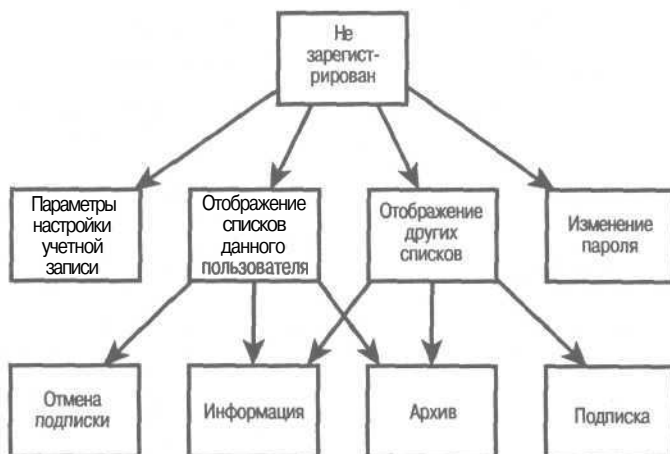 Не
зарегист-
рирован
Параметры
настройки
учетной
записи
Отображение
списков
данного
пользователя
Отображение
других
списков
Изменение
пароля
Отмена
подписки
Информация
Архив
Подписка